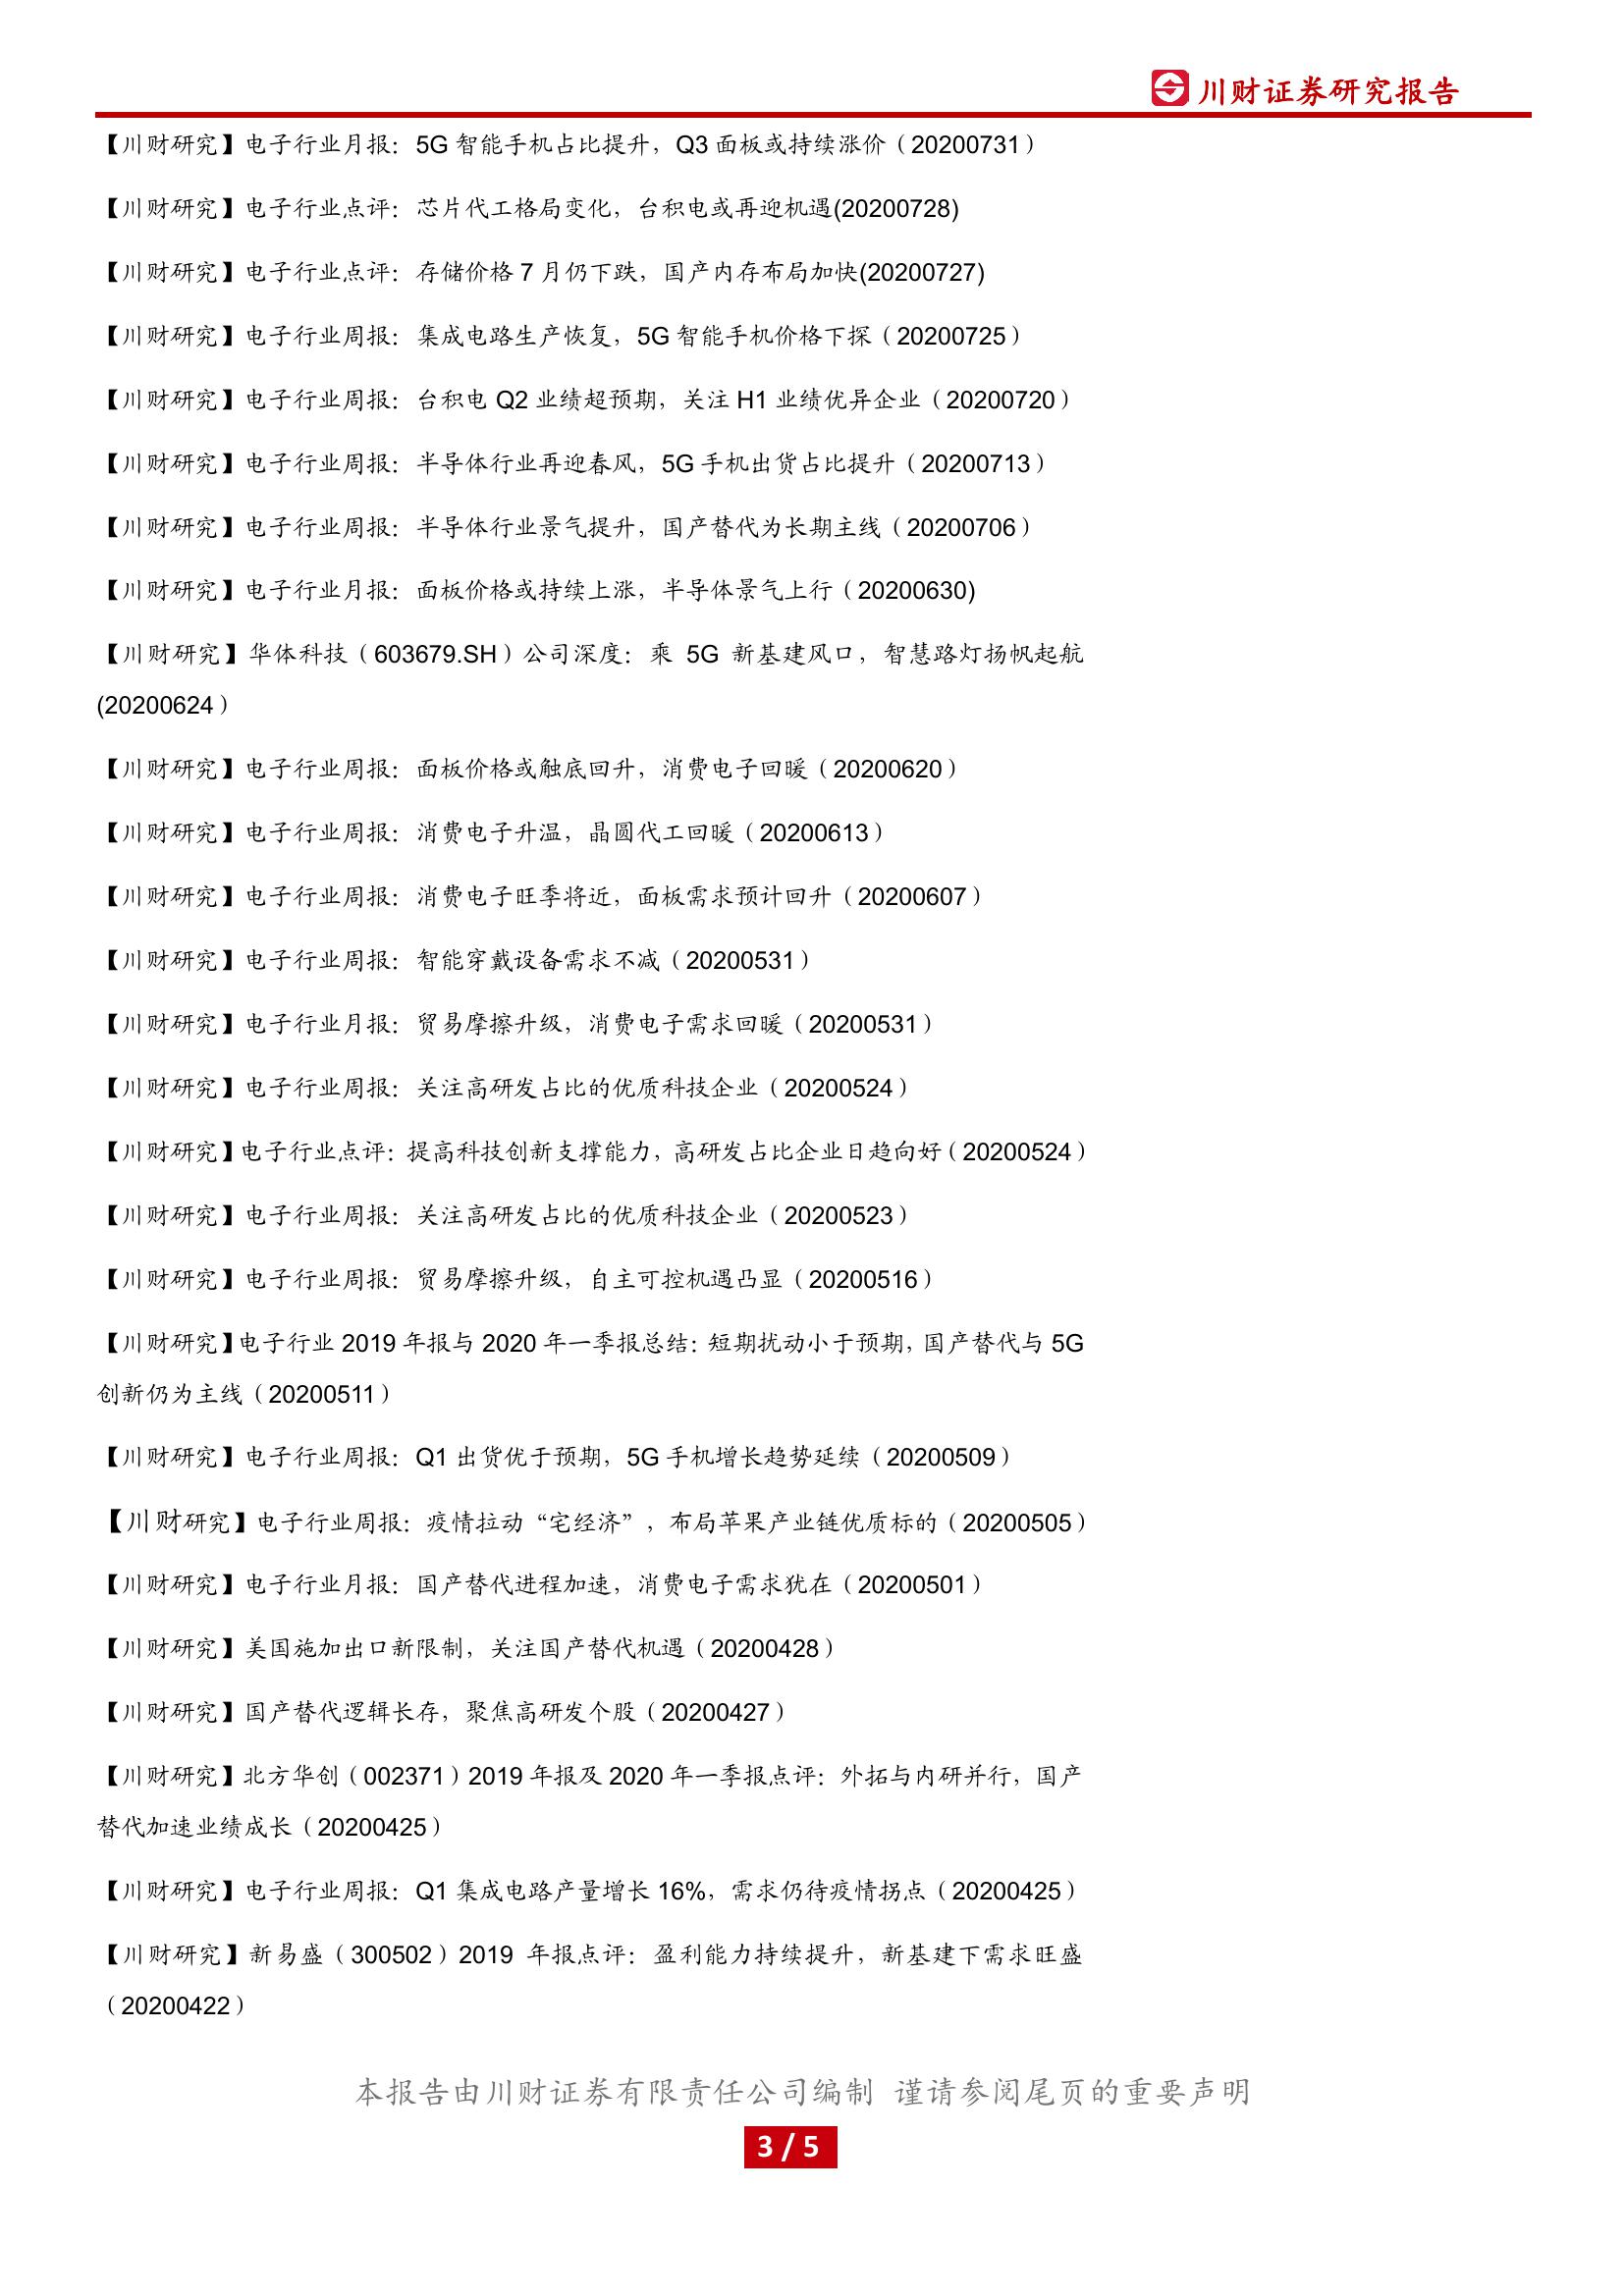 川财证券研究报告
【川财研究】电子行业月报：5G 智能手机占比提升，Q3 面板或持续涨价（20200731）
【川财研究】电子行业点评：芯片代工格局变化，台积电或再迎机遇(20200728)
【川财研究】电子行业点评：存储价格 7 月仍下跌，国产内存布局加快(20200727)
【川财研究】电子行业周报：集成电路生产恢复，5G 智能手机价格下探（20200725）
【川财研究】电子行业周报：台积电 Q2 业绩超预期，关注 H1 业绩优异企业（20200720）
【川财研究】电子行业周报：半导体行业再迎春风，5G 手机出货占比提升（20200713）
【川财研究】电子行业周报：半导体行业景气提升，国产替代为长期主线（20200706）
【川财研究】电子行业月报：面板价格或持续上涨，半导体景气上行（20200630)
【川财研究】华体科技（603679.SH）公司深度：乘 5G 新基建风口，智慧路灯扬帆起航
(20200624）
【川财研究】电子行业周报：面板价格或触底回升，消费电子回暖（20200620）
【川财研究】电子行业周报：消费电子升温，晶圆代工回暖（20200613）
【川财研究】电子行业周报：消费电子旺季将近，面板需求预计回升（20200607）
【川财研究】电子行业周报：智能穿戴设备需求不减（20200531）
【川财研究】电子行业月报：贸易摩擦升级，消费电子需求回暖（20200531）
【川财研究】电子行业周报：关注高研发占比的优质科技企业（20200524）
【川财研究】电子行业点评：提高科技创新支撑能力，高研发占比企业日趋向好（20200524）
【川财研究】电子行业周报：关注高研发占比的优质科技企业（20200523）
【川财研究】电子行业周报：贸易摩擦升级，自主可控机遇凸显（20200516）
【川财研究】电子行业 2019 年报与 2020 年一季报总结：短期扰动小于预期，国产替代与 5G
创新仍为主线（20200511）
【川财研究】电子行业周报：Q1 出货优于预期，5G 手机增长趋势延续（20200509）
【川财研究】电子行业周报：疫情拉动“宅经济”，布局苹果产业链优质标的（20200505）
【川财研究】电子行业月报：国产替代进程加速，消费电子需求犹在（20200501）
【川财研究】美国施加出口新限制，关注国产替代机遇（20200428）
【川财研究】国产替代逻辑长存，聚焦高研发个股（20200427）
【川财研究】北方华创（002371）2019 年报及 2020 年一季报点评：外拓与内研并行，国产
替代加速业绩成长（20200425）
【川财研究】电子行业周报：Q1 集成电路产量增长 16%，需求仍待疫情拐点（20200425）
【川财研究】新易盛（300502）2019 年报点评：盈利能力持续提升，新基建下需求旺盛
（20200422）
本报告由川财证券有限责任公司编制 谨请参阅尾页的重要声明
3 / 5